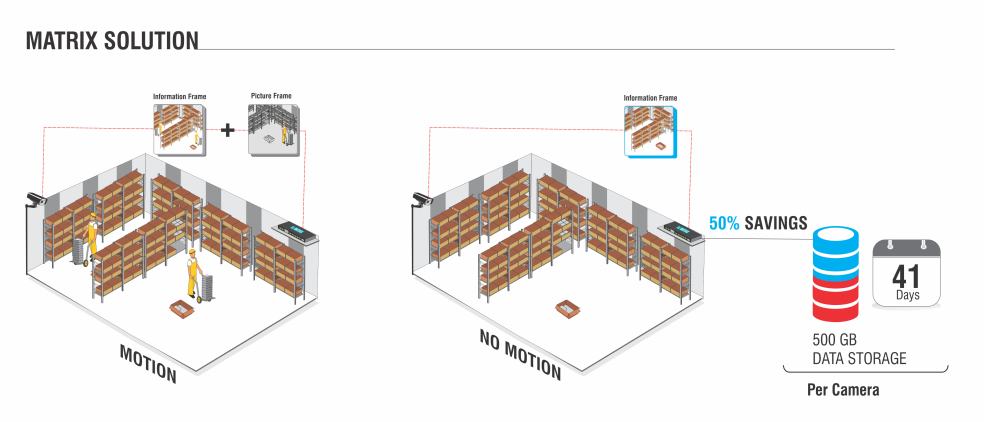 MATRIX SOLUTION
Information Frame
Picture Frame
+
Information Frame
MOTION
NO MOTION
50% SAVINGS
41
Days
500 GB
DATA STORAGE
Per Camera